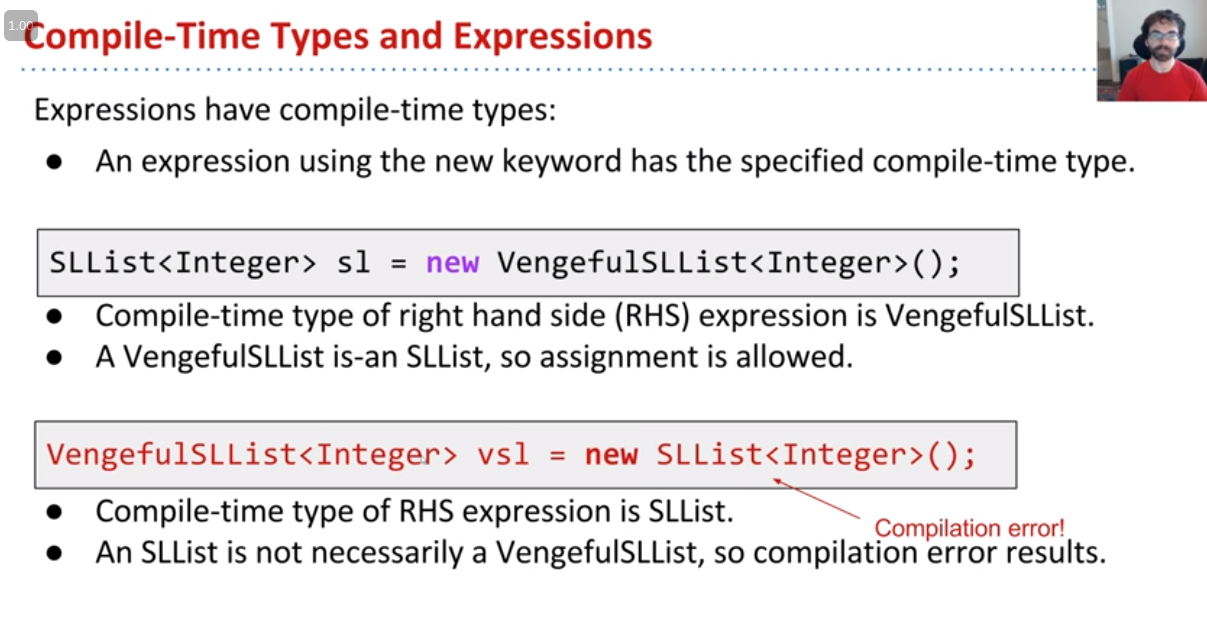 1.00
Compile-Time Types and Expressions
Expressions have compile-time types:
● An expression using the new keyword has the specified compile-time type.
SLList<Integer> sl = new VengefulSLList<Integer>();
● Compile-time type of right hand side (RHS) expression is VengefulSLList.
● A VengefulSLList is-an SLList, so assignment is allowed.
VengefulSLList<Integer> vsl = new SLList<Integer>();
● Compile-time type of RHS expression is SLList.
Compilation error!
● An SLList is not necessarily a VengefulSLList, so compilation error results.